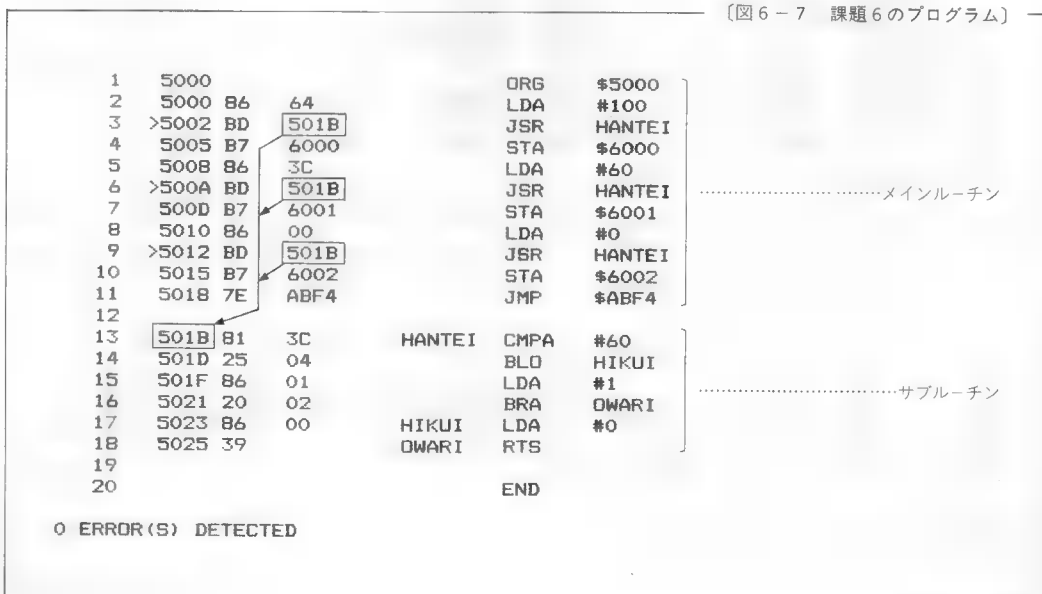 〔図6－7　課題6のプログラム〕
1 5000 ORG $5000
2 5000 86 64 LDA #100
3 >5002 BD 501B JSR HANTEI
4 5005 B7 6000 STA $6000
5 5008 86 3C LDA #60
6 >500A BD 501B JSR HANTEI ……………………メインルーチン
7 500D B7 6001 STA $6001
8 5010 86 00 LDA #0
9 >5012 BD 501B JSR HANTEI
10 5015 B7 6002 STA $6002
11 5018 7E ABF4 JMP $ABF4
12
13 501B 81 3C HANTEI CMPA #60
14 501D 25 04 BLO HIKUI
15 501F 86 01 LDA #1 ……………………サブルーチン
16 5021 20 02 BRA OWARI
17 5023 86 00 HIKUI LDA #0
18 5025 39 OWARI RTS
19
20 END
0 ERROR(S) DETECTED